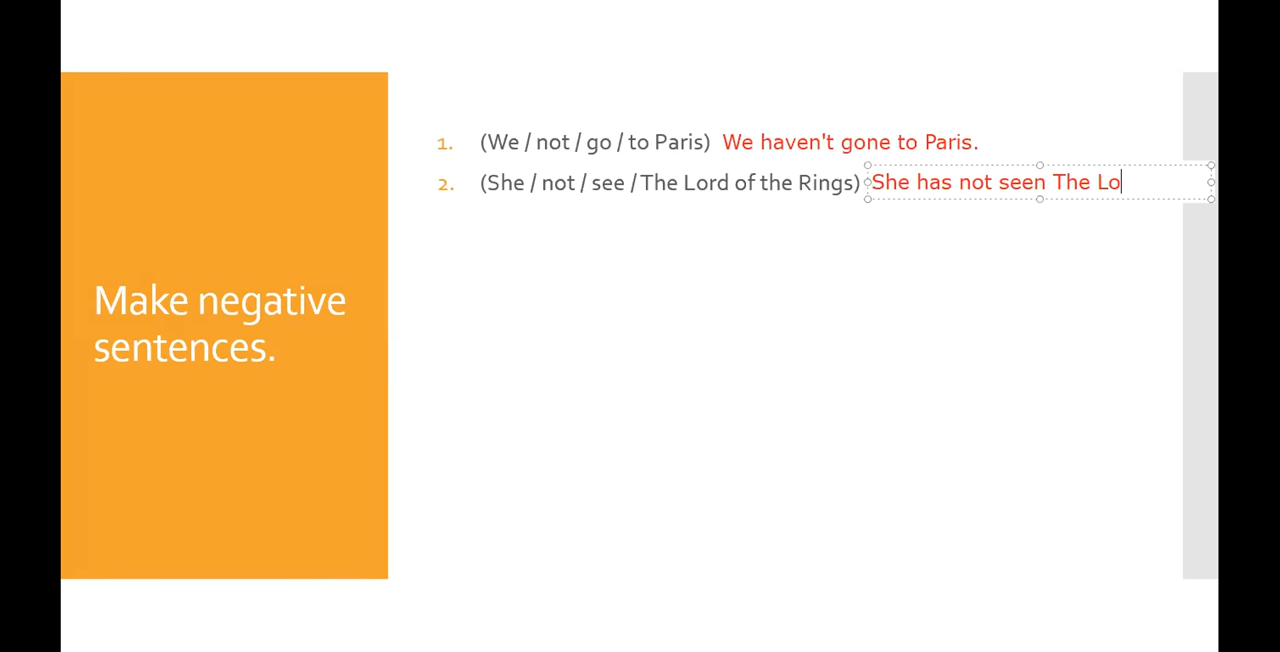 Make negative
sentences.
1. (We / not / go / to Paris) We haven't gone to Paris.
2. (She / not / see / The Lord of the Rings) She has not seen The Lo